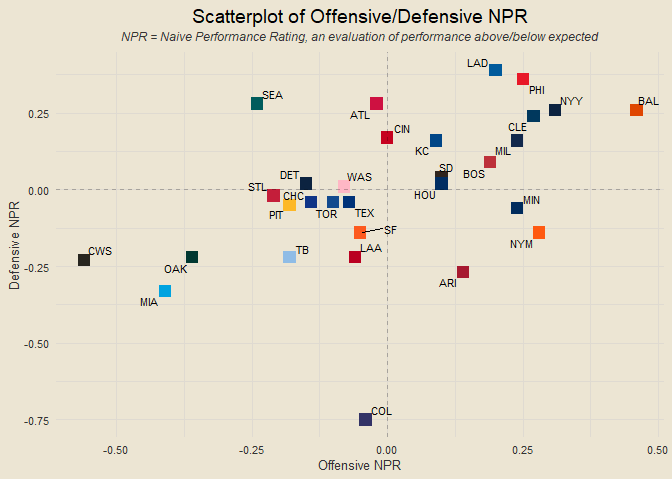 Scatterplot of Offensive/Defensive NPR
NPR = Naive Performance Rating, an evaluation of performance above/below expected
LAD
PHI
SEA
NYY
BAL
ATL
0.25
CLE
CIN
KC
MIL
SD
BOS
DET
WAS
STL
0.00
CHC
HOU
MIN
PIT
TOR
TEX
SF
NYM
CWS
TB
LAA
OAK
-0.25
ARI
MIA
-0.50
COL
-0.75
Defensive NPR
-0.50
-0.25
0.00
0.25
0.50
Offensive NPR